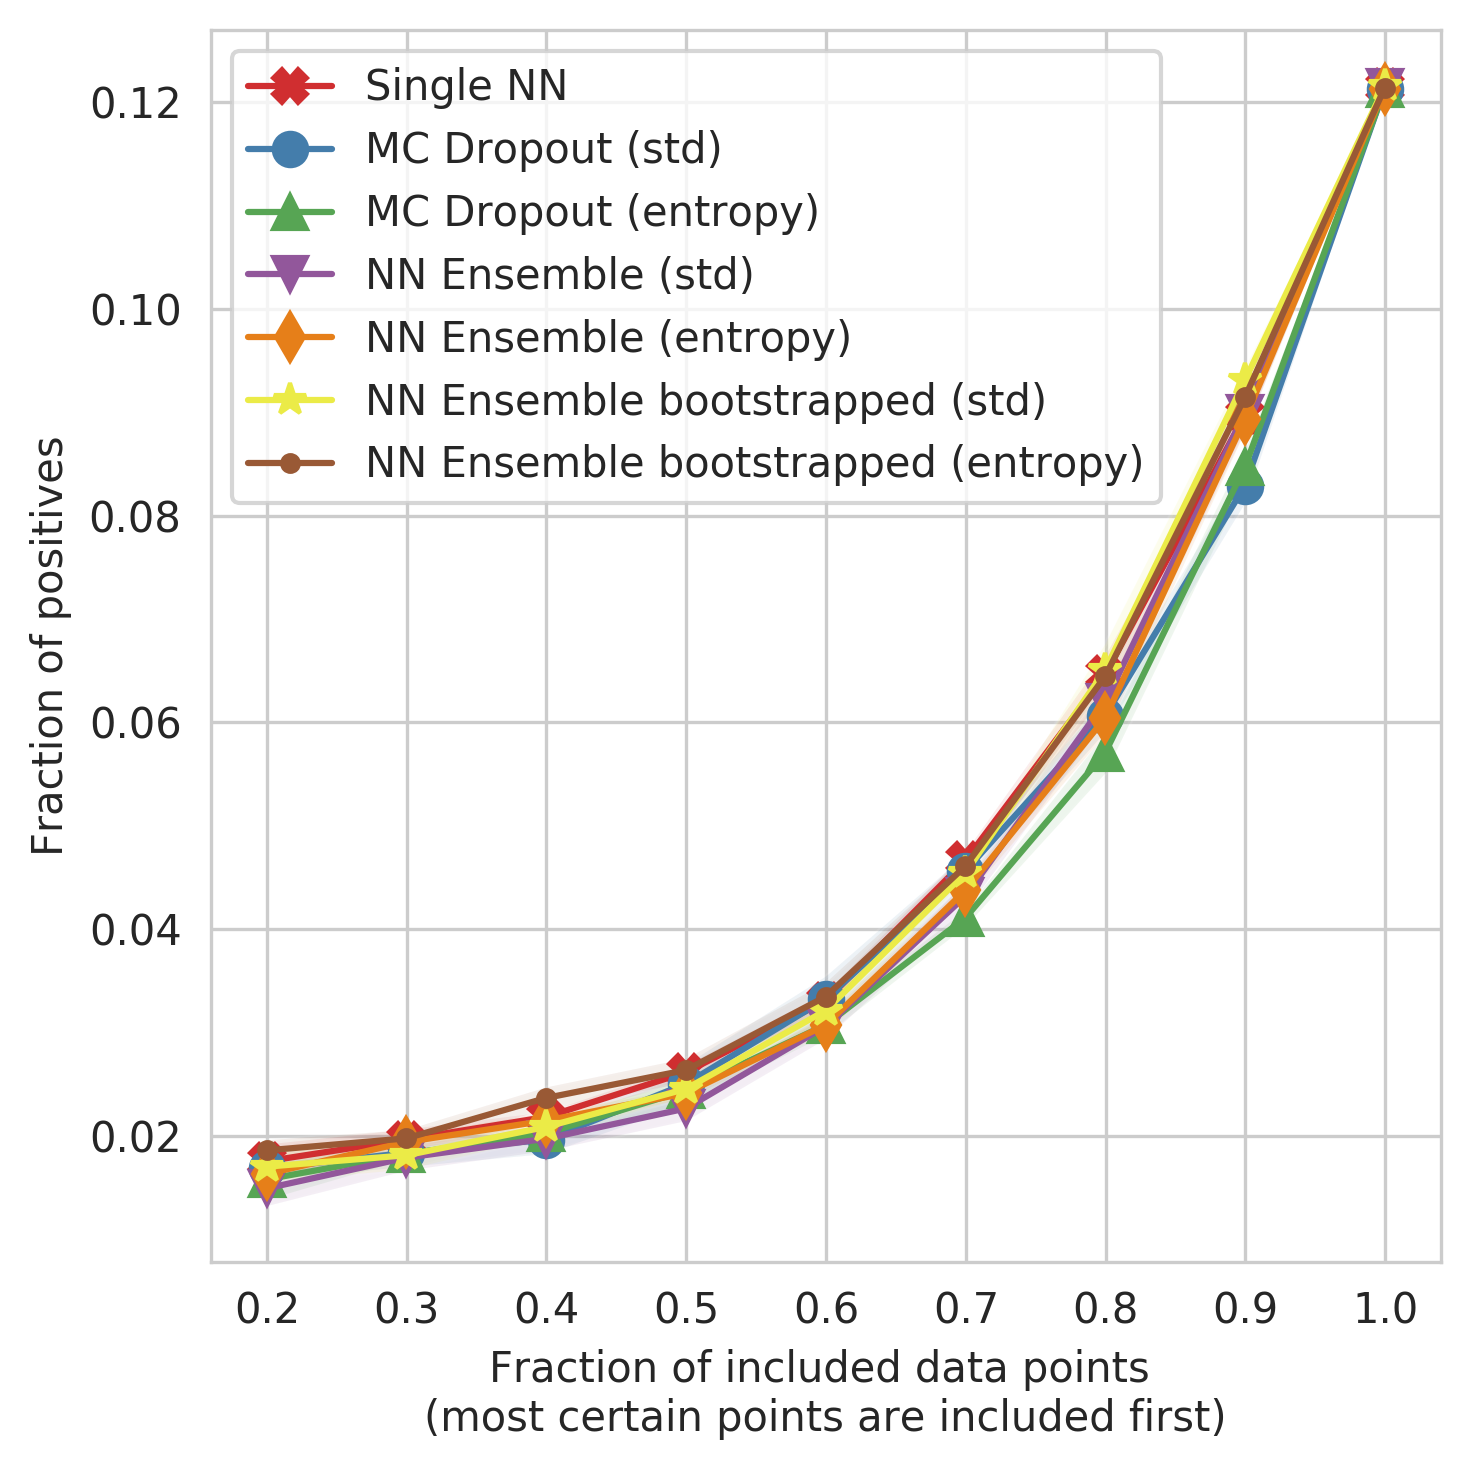 Single NN
MC Dropout (std)
MC Dropout (entropy)
NN Ensemble (std)
NN Ensemble (entropy)
NN Ensemble bootstrapped (std)
NN Ensemble bootstrapped (entropy)
0.12
0.10
0.08
0.06
0.04
0.02
Fraction of positives
0.2 0.3 0.4 0.5 0.6 0.7 0.8 0.9 1.0
Fraction of included data points
(most certain points are included first)